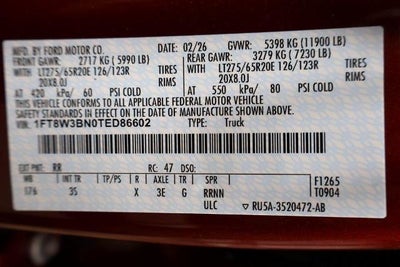 MFD. BY FORD MOTOR CO. 02/26 GVWR: 5398 KG (11900 LB)
FRONT GAWR: 2717 KG (5990 LB) REAR GAWR: 3279 KG (7230 LB)
LT275/65R20E 126/123R TIRES LT275/65R20E 126/123R TIRES
20X8.0J RIMS WITH 20X8.0J RIMS
AT 420 kPa/ 60 PSI COLD AT 550 kPa/ 80 PSI COLD
THIS VEHICLE CONFORMS TO ALL APPLICABLE FEDERAL MOTOR VEHICLE
SAFETY STANDARDS IN EFFECT ON THE DATE OF MANUFACTURE SHOWN ABOVE.
VIN: 1FT8W3BN0TED86602 TYPE: Truck
EXT PNT: RR RC: 47 DSO:
WB INT TR TP/PS R AXLE TR SPR F1265
176 35 X 3E G RRNN T0904
ULC ▽ RU5A-3520472-AB